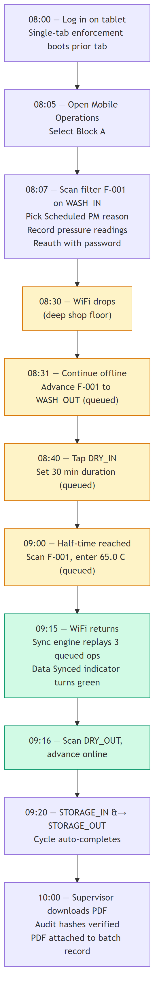 08:00 — Log in on tablet
Single-tab enforcement
boots prior tab
08:05 — Open Mobile
Operations
Select Block A
08:07 — Scan filter F-001
on WASH_IN
Pick Scheduled PM reason
Record pressure readings
Reauth with password
08:30 — WiFi drops
(deep shop floor)
08:31 — Continue offline
Advance F-001 to
WASH_OUT (queued)
08:40 — Tap DRY_IN
Set 30 min duration
(queued)
09:00 — Half-time reached
Scan F-001, enter 65.0 C
(queued)
09:15 — WiFi returns
Sync engine replays 3
queued ops
Data Synced indicator
turns green
09:16 — Scan DRY_OUT,
advance online
09:20 — STORAGE_IN &→
STORAGE_OUT
Cycle auto-completes
10:00 — Supervisor
downloads PDF
Audit hashes verified
PDF attached to batch
record